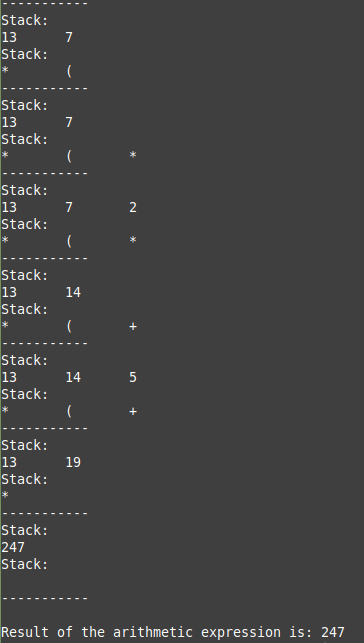 -----------
Stack:
13      7
Stack:
*       (
-----------
Stack:
13      7
Stack:
*       (       *
-----------
Stack:
13      7       2
Stack:
*       (       *
-----------
Stack:
13      14
Stack:
*       (       +
-----------
Stack:
13      14      5
Stack:
*       (       +
-----------
Stack:
13      19
Stack:
*
-----------
Stack:
247
Stack:

-----------

Result of the arithmetic expression is: 247